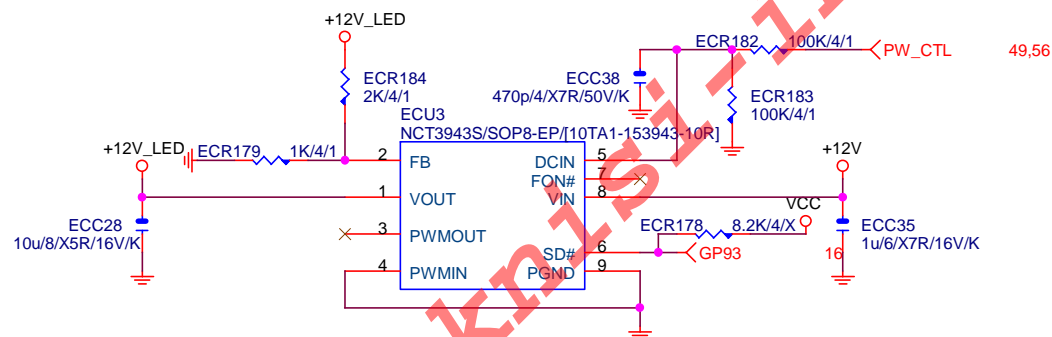 +12V_LED
ECR184
2K/4/1
ECR182 100K/4/1
PW_CTL 49,56
ECC38
470p/4/X7R/50V/K
ECR183
100K/4/1
ECU3
NCT3943S/SOP8-EP/[10TA1-153943-10R]
+12V_LED
ECR179 1K/4/1
2 FB
DCIN 5
FON# 7
+12V
1 VOUT
VIN 8
ECC28
10u/8/X5R/16V/K
3 PWMOUT
ECR178 8.2K/4/X
VCC
ECC35
1u/6/X7R/16V/K
SD# 6
GP93 16
4 PWMIN
PGND 9
knisi-i